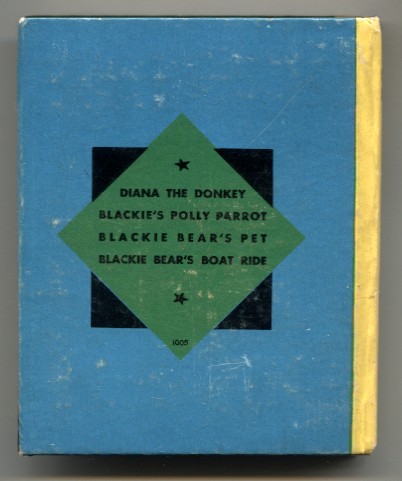 DIANA THE DONKEY
BLACKIE'S POLLY PARROT
BLACKIE BEAR'S PET
BLACKIE BEAR'S BOAT RIDE
1005